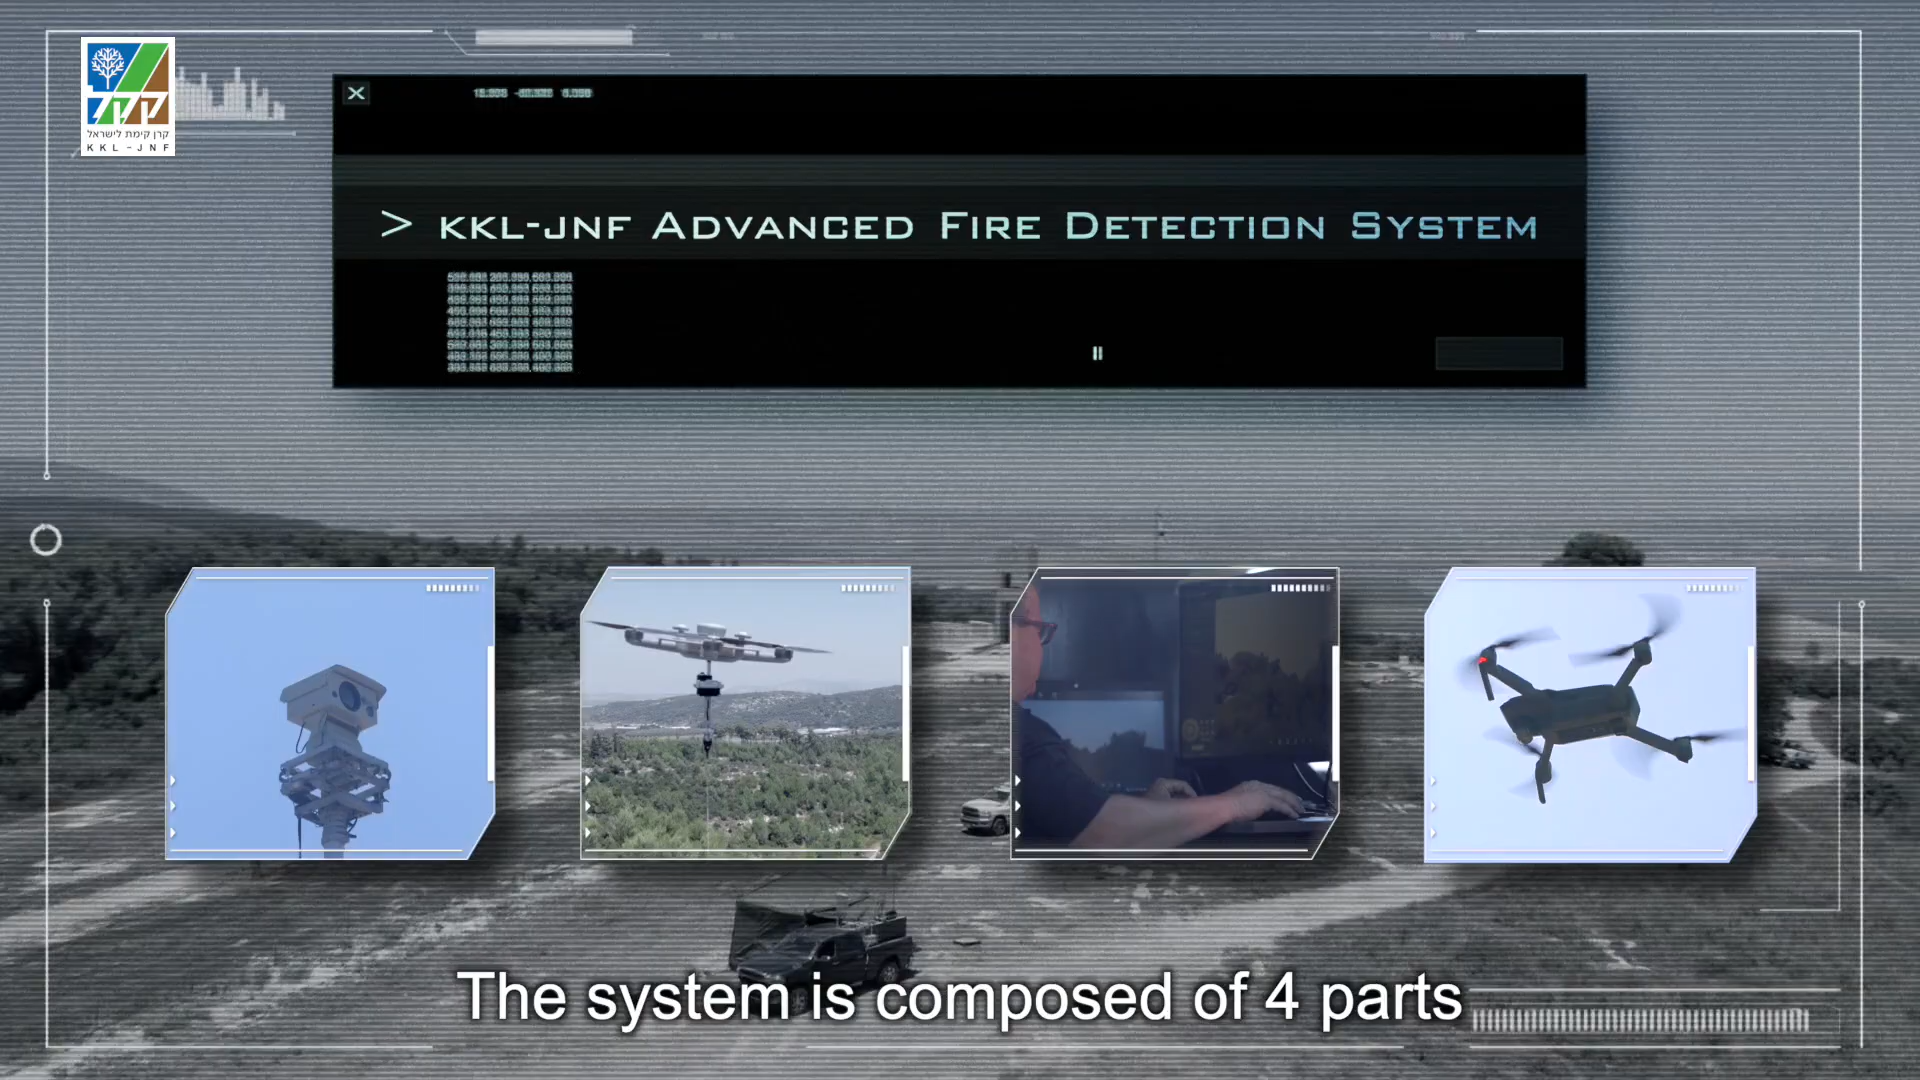 קרן קימת לישראל
KKL-JNF
> KKL-JNF ADVANCED FIRE DETECTION SYSTEM
The system is composed of 4 parts